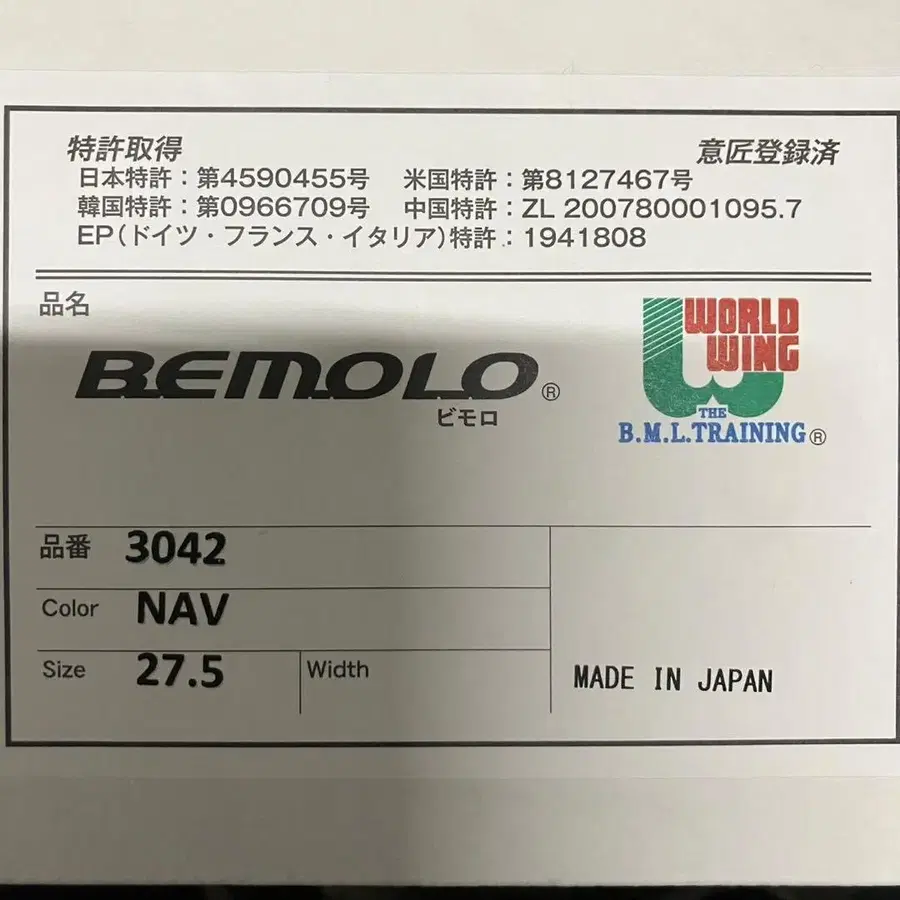 特許取得
意匠登録済
日本特許：第4590455号 米国特許：第8127467号
韓国特許：第0966709号 中国特許：ZL 200780001095.7
EP（ドイツ・フランス・イタリア）特許：1941808
品名
BEMOLO®
ビモロ
WORLD
WING
THE
B.M.L.TRAINING®
品番 3042
Color NAV
Size 27.5 Width
MADE IN JAPAN